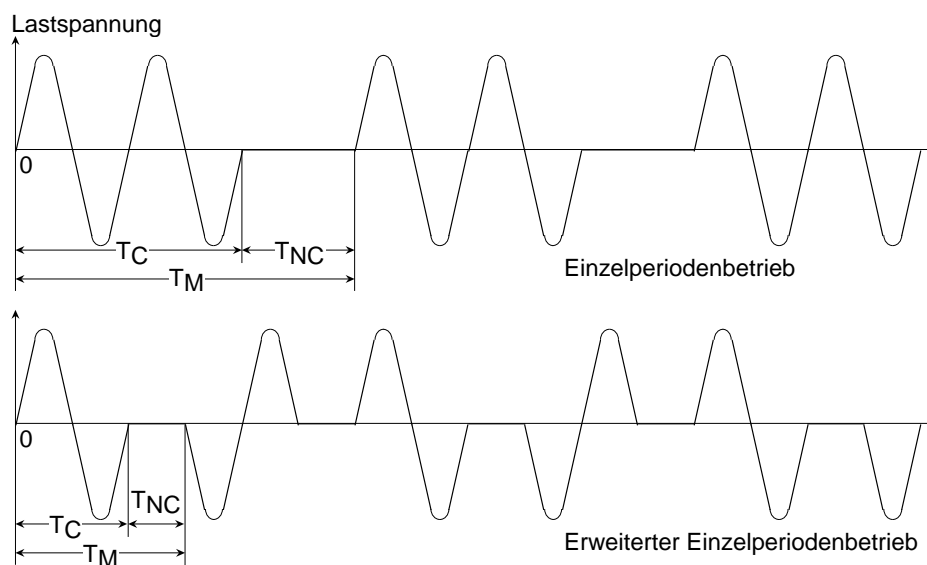 Lastspannung
0
TC
TNC
TM
Einzelperiodenbetrieb
0
TNC
TC
TM
Erweiterter Einzelperiodenbetrieb